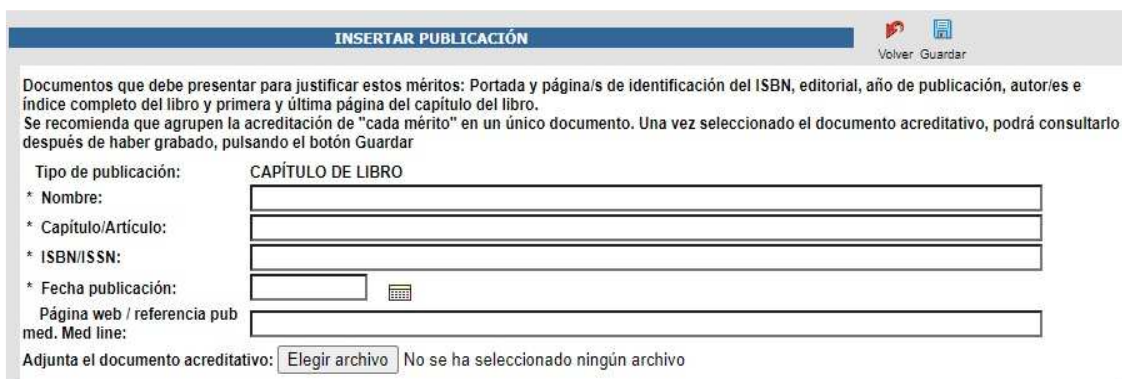 INSERTAR PUBLICACIÓN
Volver Guardar
Documentos que debe presentar para justificar estos méritos: Portada y página/s de identificación del ISBN, editorial, año de publicación, autor/es e
índice completo del libro y primera y última página del capítulo del libro.
Se recomienda que agrupen la acreditación de "cada mérito" en un único documento. Una vez seleccionado el documento acreditativo, podrá consultarlo
después de haber grabado, pulsando el botón Guardar
Tipo de publicación: CAPÍTULO DE LIBRO
* Nombre:
* Capítulo/Artículo:
* ISBN/ISSN:
* Fecha publicación:
Página web / referencia pub
med. Med line:
Adjunta el documento acreditativo: Elegir archivo No se ha seleccionado ningún archivo